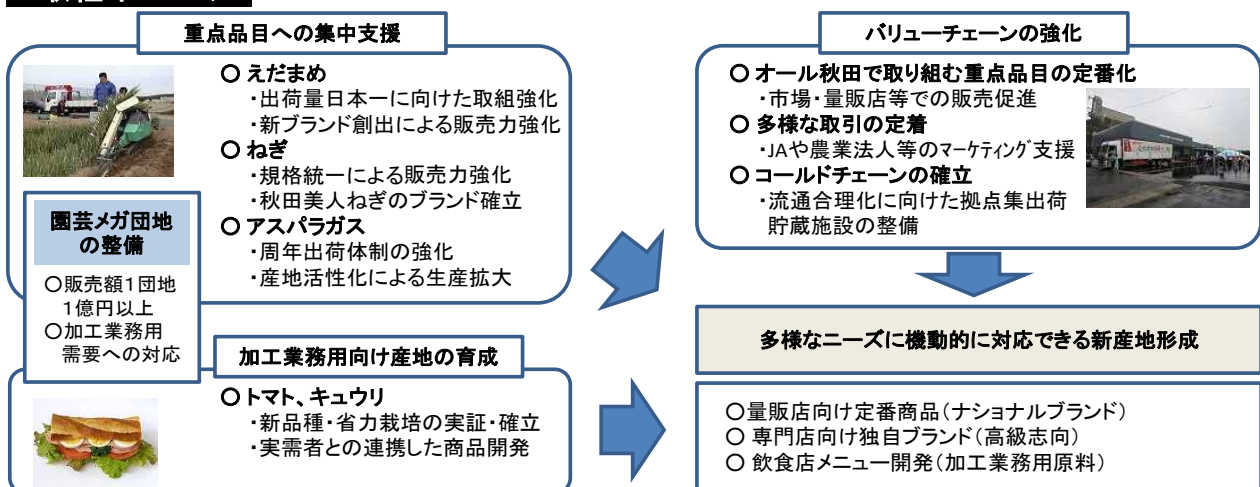 重点品目への集中支援
○ えだまめ
・出荷量日本一に向けた取組強化
・新ブランド創出による販売力強化
○ ねぎ
・規格統一による販売力強化
・秋田美人ねぎのブランド確立
○ アスパラガス
・周年出荷体制の強化
・産地活性化による生産拡大
園芸メガ団地
の整備
○販売額1団地
1億円以上
○加工業務用
需要への対応
加工業務用向け産地の育成
○ トマト、キュウリ
・新品種・省力栽培の実証・確立
・実需者との連携した商品開発
バリューチェーンの強化
○ オール秋田で取り組む重点品目の定番化
・市場・量販店等での販売促進
○ 多様な取引の定着
・JAや農業法人等のマーケティング支援
○ コールドチェーンの確立
・流通合理化に向けた拠点集出荷
貯蔵施設の整備
多様なニーズに機動的に対応できる新産地形成
○量販店向け定番商品(ナショナルブランド)
○ 専門店向け独自ブランド(高級志向)
○ 飲食店メニュー開発(加工業務用原料)